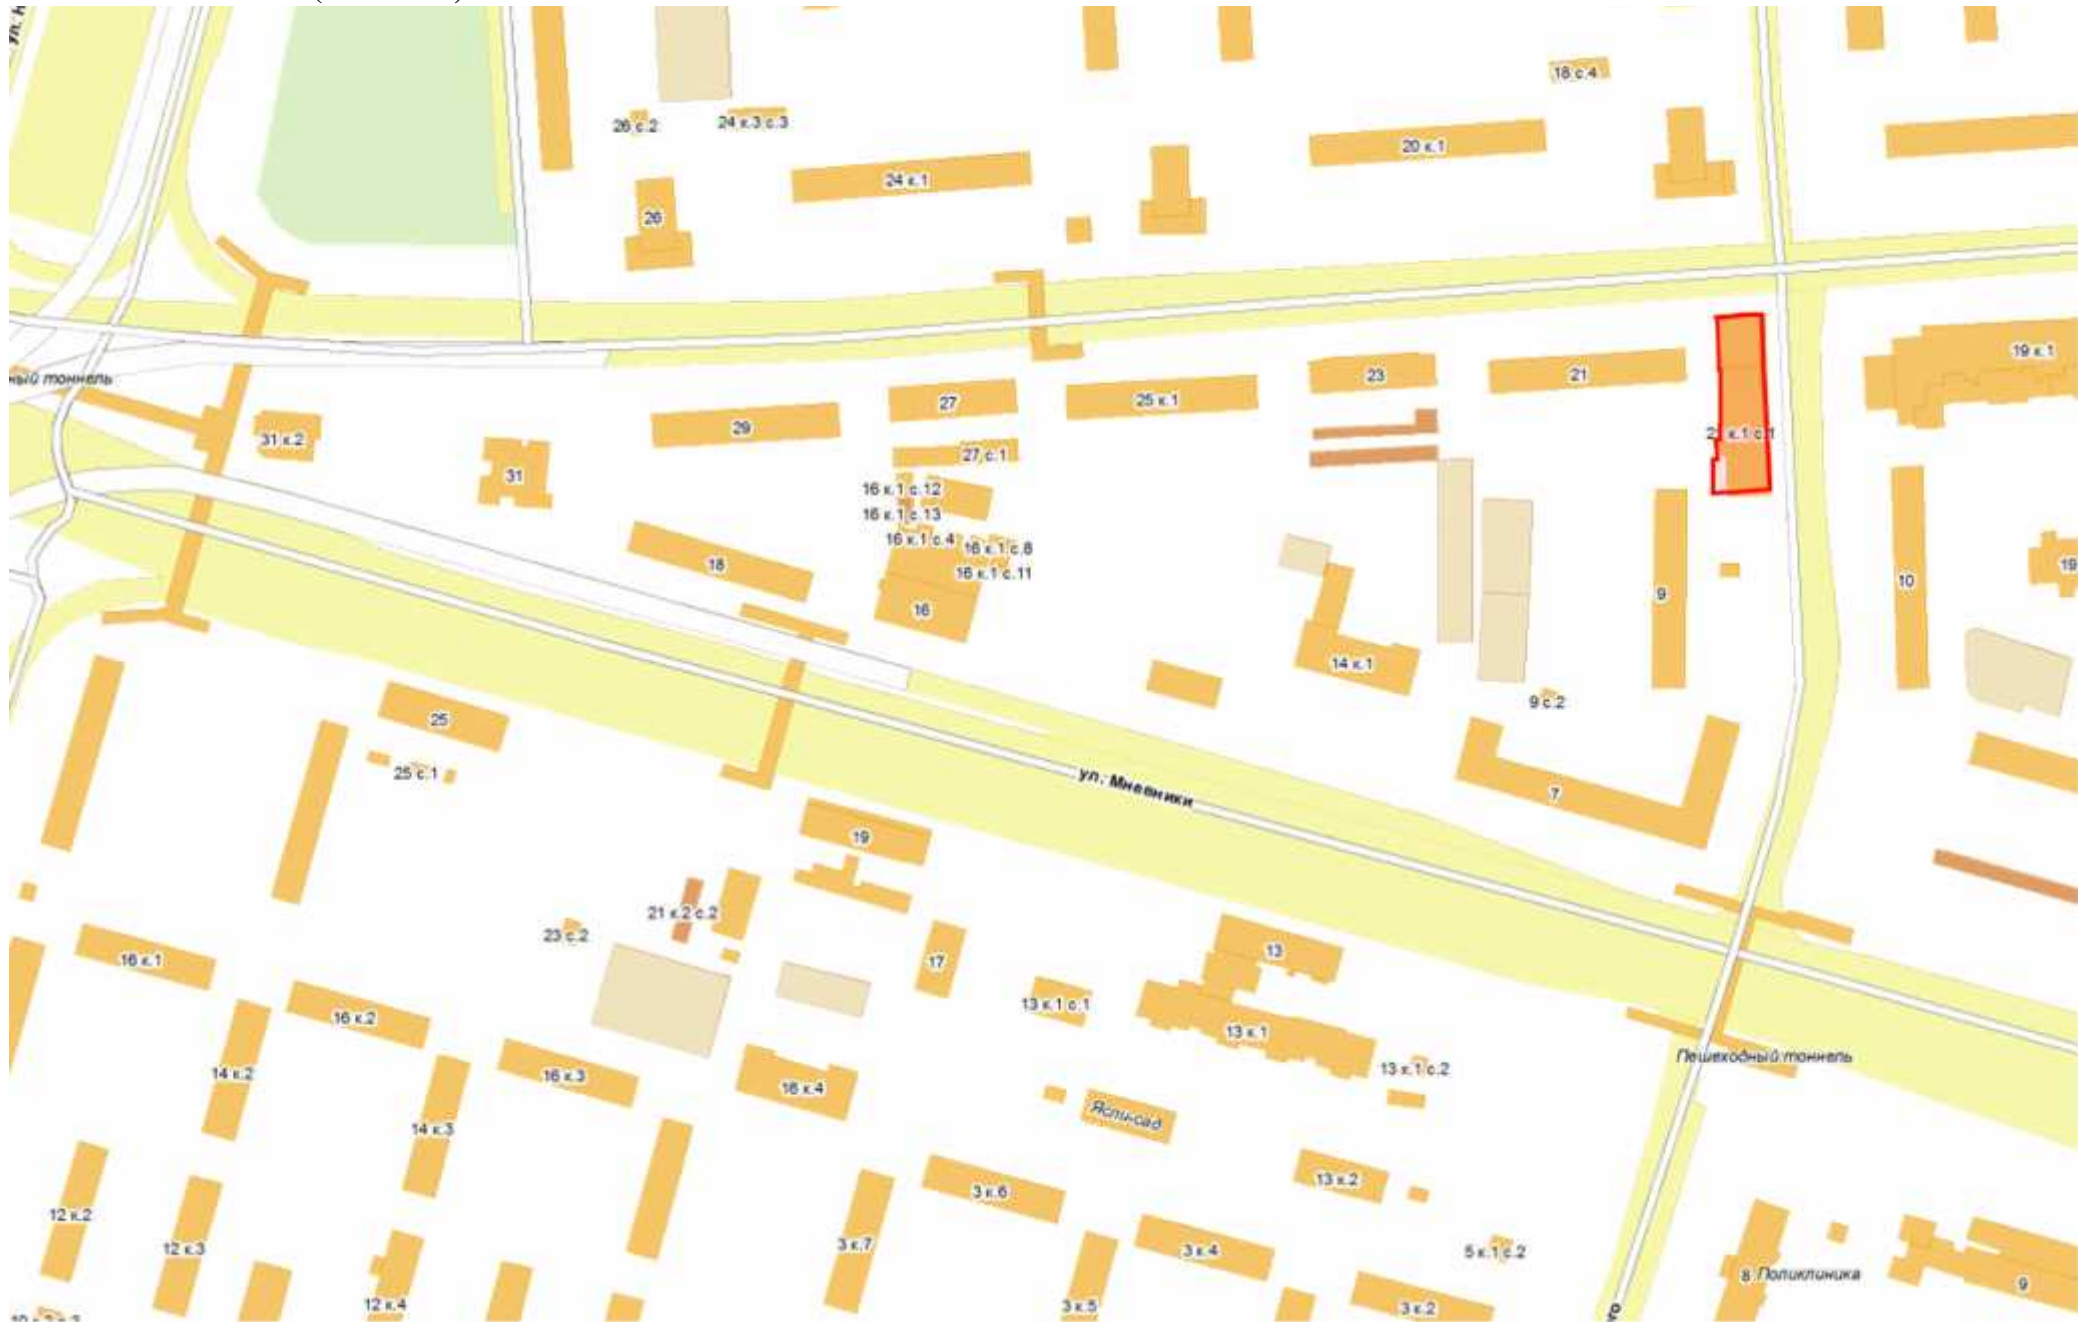 18 с.4
26 с.2
24 к.3 с.3
20 к.1
24 к.1
26
19 к.1
23
21
27
25 к.1
29
31 к.2
27 с.1
31
16 к.1 с.12
16 к.1 с.13
16 к.1 с.4
16 к.1 с.8
16 к.1 с.11
18
16
10
9
19
14 к.1
9 с.2
25
25 с.1
ул. Мневники
7
19
21 к.2 с.2
23 с.2
13
17
16 к.1
13 к.1 с.1
16 к.2
13 к.1
Пешеходный тоннель
14 к.2
16 к.3
16 к.4
13 к.1 с.2
Ясли-сад
14 к.3
13 к.2
3 к.6
12 к.2
12 к.3
3 к.7
3 к.4
5 к.1 с.2
8 Поликлиника
9
12 к.4
3 к.5
3 к.2